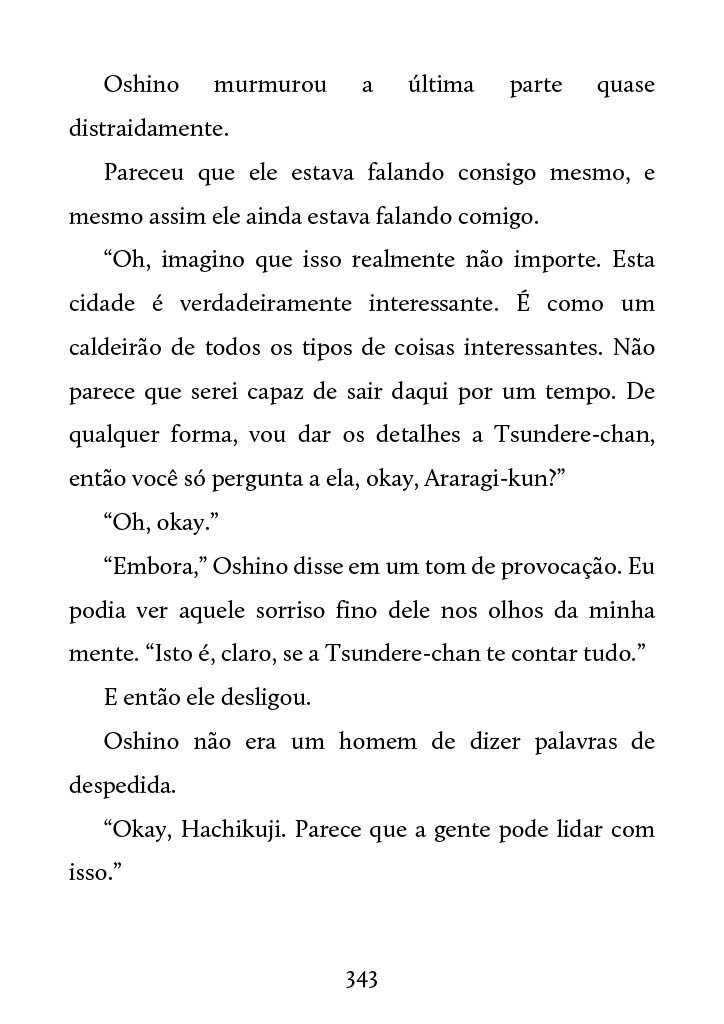 Oshino murmurou a última parte quase
distraidamente.
Pareceu que ele estava falando consigo mesmo, e
mesmo assim ele ainda estava falando comigo.
“Oh, imagino que isso realmente não importe. Esta
cidade é verdadeiramente interessante. É como um
caldeirão de todos os tipos de coisas interessantes. Não
parece que serei capaz de sair daqui por um tempo. De
qualquer forma, vou dar os detalhes a Tsundere-chan,
então você só pergunta a ela, okay, Araragi-kun?”
“Oh, okay.”
“Embora,” Oshino disse em um tom de provocação. Eu
podia ver aquele sorriso fino dele nos olhos da minha
mente. “Isto é, claro, se a Tsundere-chan te contar tudo.”
E então ele desligou.
Oshino não era um homem de dizer palavras de
despedida.
“Okay, Hachikuji. Parece que a gente pode lidar com
isso.”
343